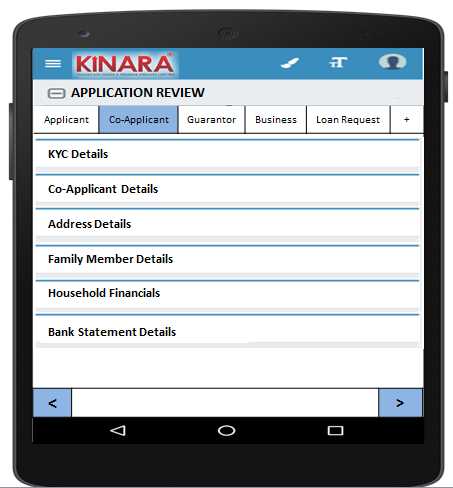 KINARA
APPLICATION REVIEW
Applicant Co-Applicant Guarantor Business Loan Request +
KYC Details
Co-Applicant Details
Address Details
Family Member Details
Household Financials
Bank Statement Details
< >